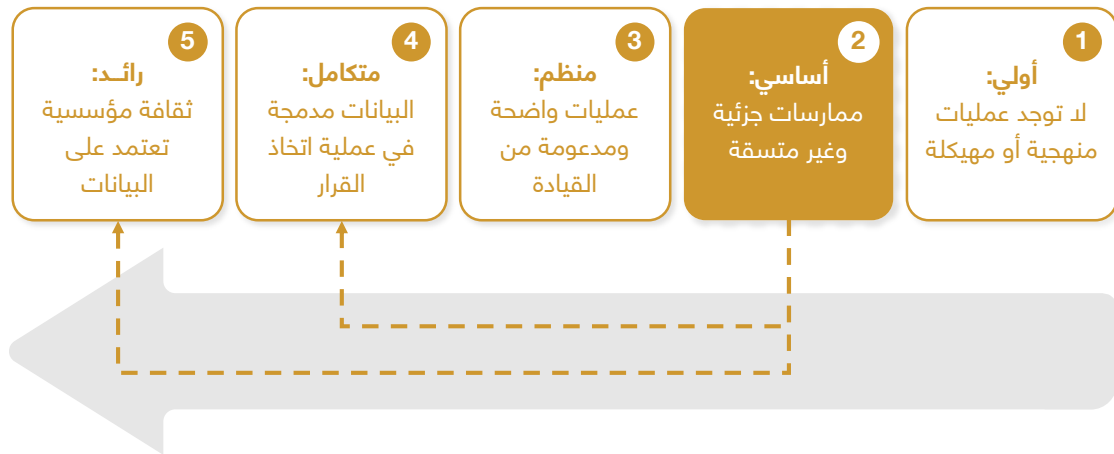 1
أولي:
لا توجد عمليات
منهجية أو مهيكلة
2
أساسي:
ممارسات جزئية
وغير متسقة
3
منظم:
عمليات واضحة
ومدعومة من
القيادة
4
متكامل:
البيانات مدمجة
في عملية اتخاذ
القرار
5
رائــد:
ثقافة مؤسسية
تعتمد على
البيانات